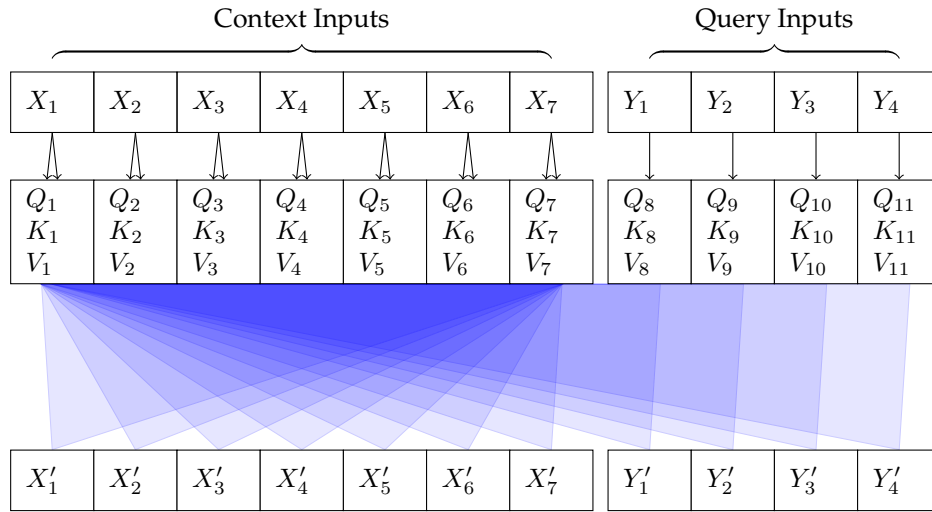 Context Inputs Query Inputs
X₁ X₂ X₃ X₄ X₅ X₆ X₇ Y₁ Y₂ Y₃ Y₄
Q₁ Q₂ Q₃ Q₄ Q₅ Q₆ Q₇ Q₈ Q₉ Q₁₀ Q₁₁
K₁ K₂ K₃ K₄ K₅ K₆ K₇ K₈ K₉ K₁₀ K₁₁
V₁ V₂ V₃ V₄ V₅ V₆ V₇ V₈ V₉ V₁₀ V₁₁
X′₁ X′₂ X′₃ X′₄ X′₅ X′₆ X′₇ Y′₁ Y′₂ Y′₃ Y′₄